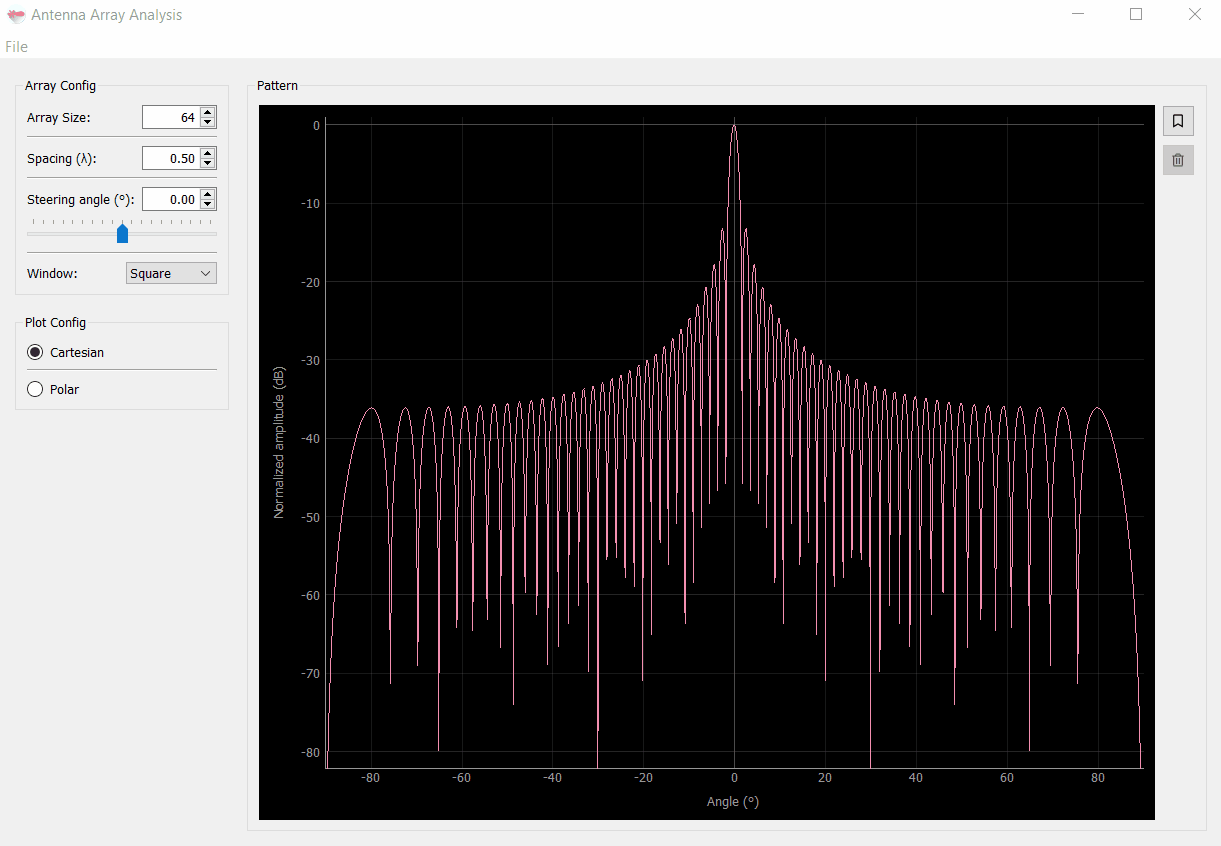 Antenna Array Analysis
File
Array Config
Array Size: 64
Spacing (λ): 0.50
Steering angle (°): 0.00
Window: Square
Plot Config
Cartesian
Polar
Pattern
0
-10
-20
-30
-40
-50
-60
-70
-80
Normalized amplitude (dB)
-80 -60 -40 -20 0 20 40 60 80
Angle (°)